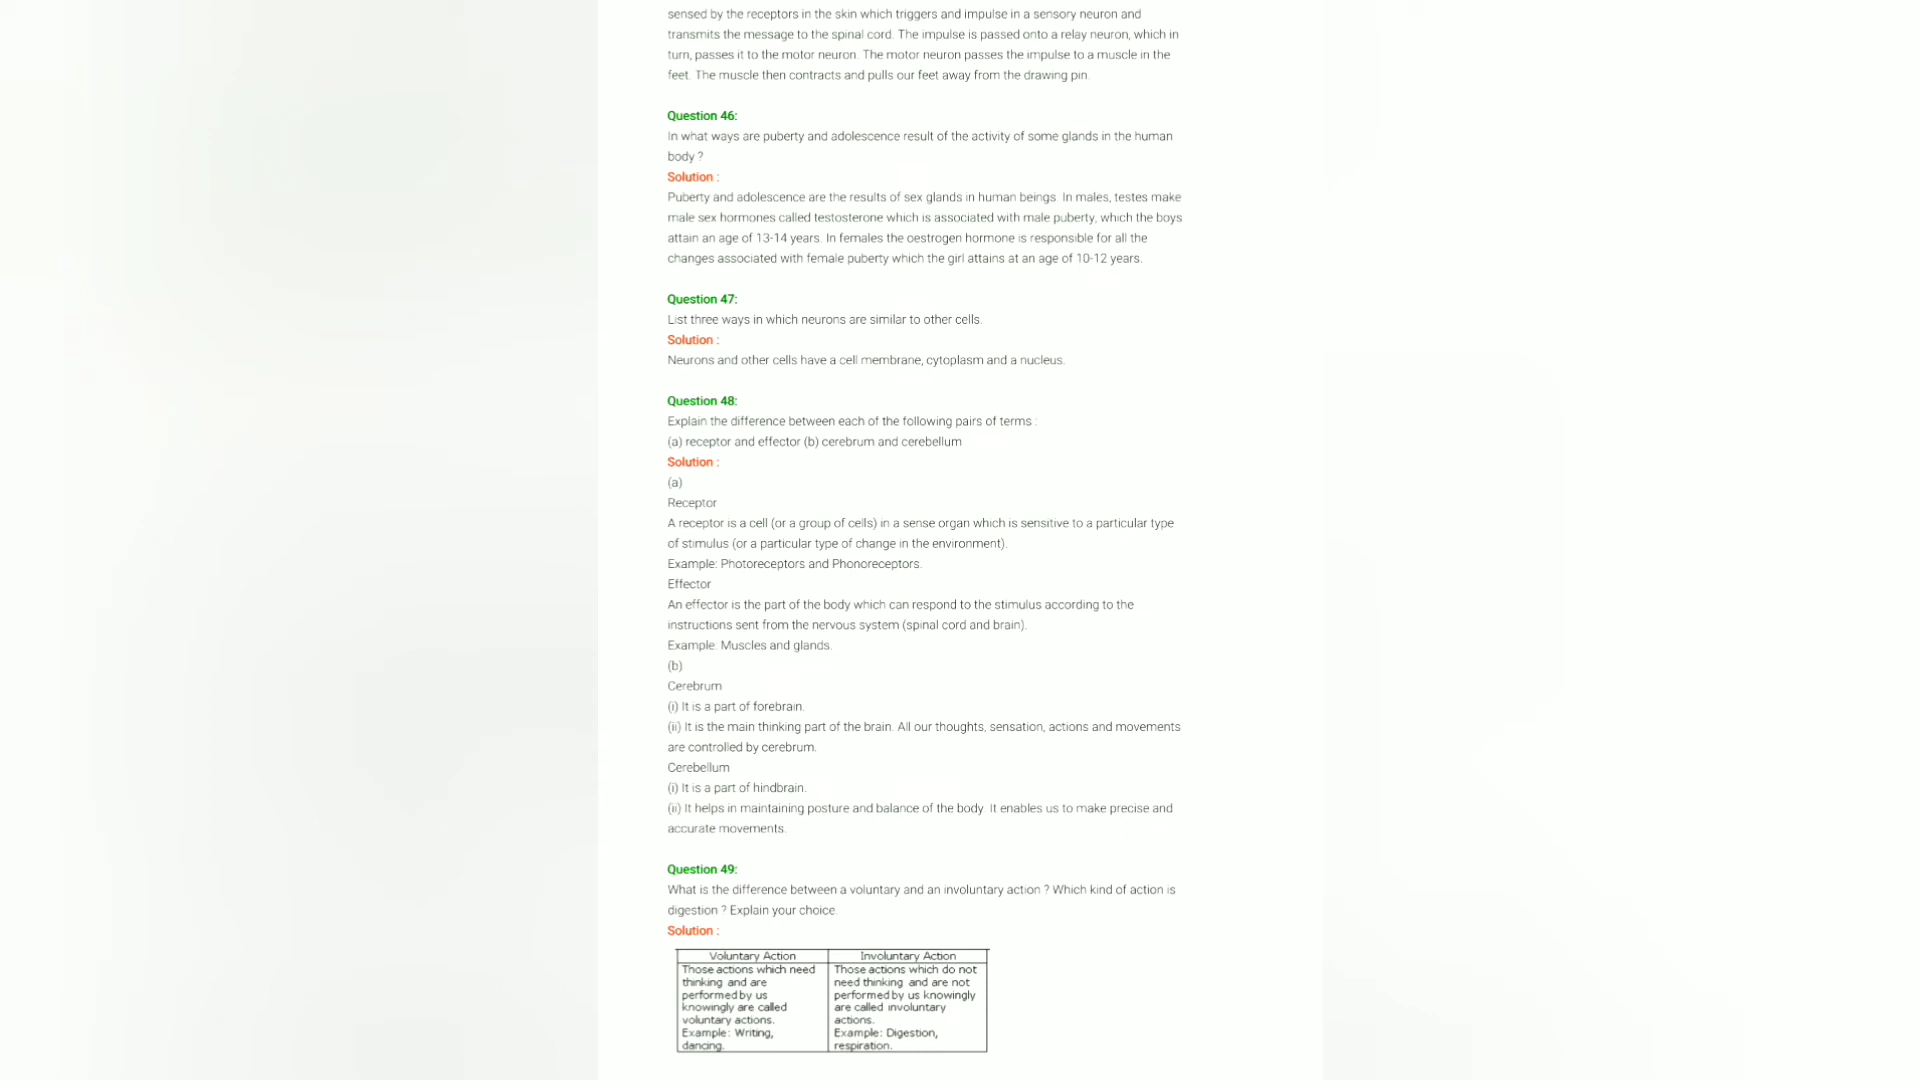 sensed by the receptors in the skin which triggers and impulse in a sensory neuron and
transmits the message to the spinal cord. The impulse is passed onto a relay neuron, which in
turn, passes it to the motor neuron. The motor neuron passes the impulse to a muscle in the
feet. The muscle then contracts and pulls our feet away from the drawing pin.
Question 46:
In what ways are puberty and adolescence result of the activity of some glands in the human
body ?
Solution :
Puberty and adolescence are the results of sex glands in human beings. In males, testes make
male sex hormones called testosterone which is associated with male puberty, which the boys
attain an age of 13-14 years. In females the oestrogen hormone is responsible for all the
changes associated with female puberty which the girl attains at an age of 10-12 years.
Question 47:
List three ways in which neurons are similar to other cells.
Solution :
Neurons and other cells have a cell membrane, cytoplasm and a nucleus.
Question 48:
Explain the difference between each of the following pairs of terms :
(a) receptor and effector (b) cerebrum and cerebellum
Solution :
(a)
Receptor
A receptor is a cell (or a group of cells) in a sense organ which is sensitive to a particular type
of stimulus (or a particular type of change in the environment).
Example: Photoreceptors and Phonoreceptors.
Effector
An effector is the part of the body which can respond to the stimulus according to the
instructions sent from the nervous system (spinal cord and brain).
Example: Muscles and glands.
(b)
Cerebrum
(i) It is a part of forebrain.
(ii) It is the main thinking part of the brain. All our thoughts, sensation, actions and movements
are controlled by cerebrum.
Cerebellum
(i) It is a part of hindbrain.
(ii) It helps in maintaining posture and balance of the body. It enables us to make precise and
accurate movements.
Question 49:
What is the difference between a voluntary and an involuntary action ? Which kind of action is
digestion ? Explain your choice.
Solution :
Voluntary Action
Those actions which need
thinking and are
performed by us
knowingly are called
voluntary actions.
Example: Writing,
dancing.
Involuntary Action
Those actions which do not
need thinking and are not
performed by us knowingly
are called involuntary
actions.
Example: Digestion,
respiration.